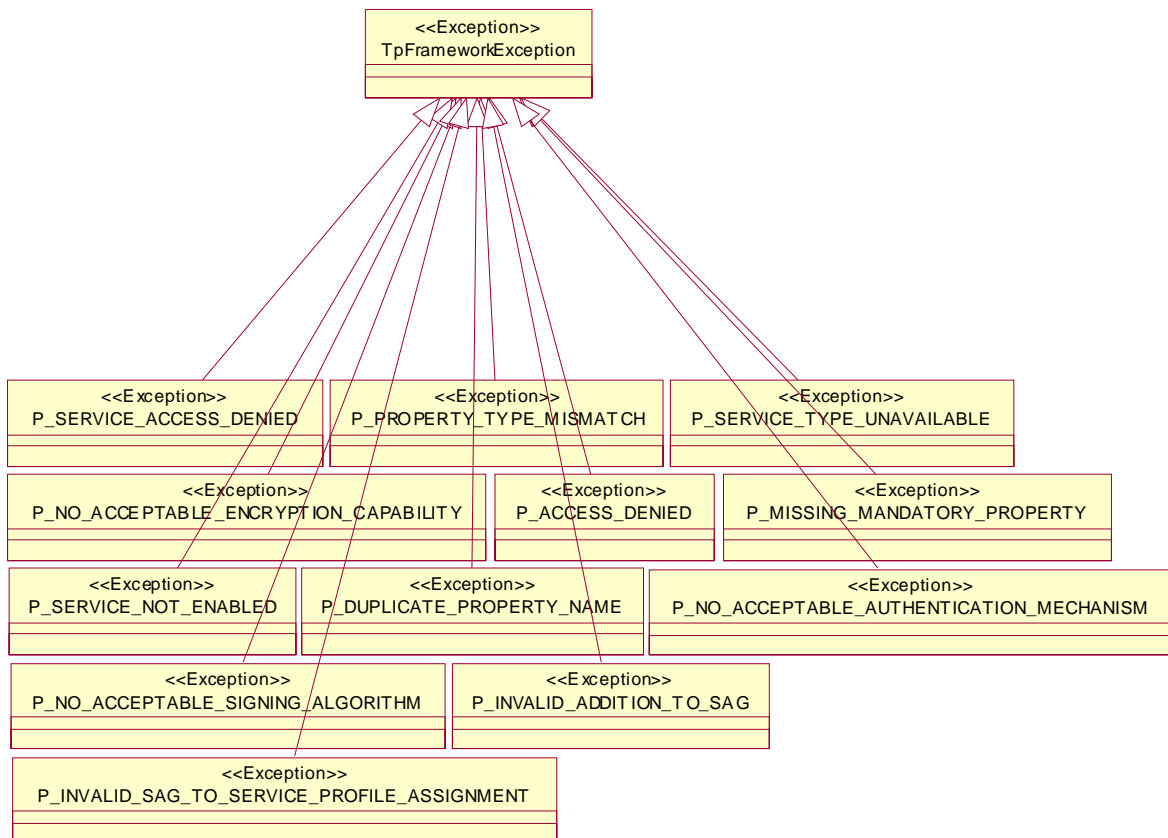 <<Exception>>
TpFrameworkException
<<Exception>>
P_SERVICE_ACCESS_DENIED
<<Exception>>
P_PROPERTY_TYPE_MISMATCH
<<Exception>>
P_SERVICE_TYPE_UNAVAILABLE
<<Exception>>
P_NO_ACCEPTABLE_ENCRYPTION_CAPABILITY
<<Exception>>
P_ACCESS_DENIED
<<Exception>>
P_MISSING_MANDATORY_PROPERTY
<<Exception>>
P_SERVICE_NOT_ENABLED
<<Exception>>
P_DUPLICATE_PROPERTY_NAME
<<Exception>>
P_NO_ACCEPTABLE_AUTHENTICATION_MECHANISM
<<Exception>>
P_NO_ACCEPTABLE_SIGNING_ALGORITHM
<<Exception>>
P_INVALID_ADDITION_TO_SAG
<<Exception>>
P_INVALID_SAG_TO_SERVICE_PROFILE_ASSIGNMENT